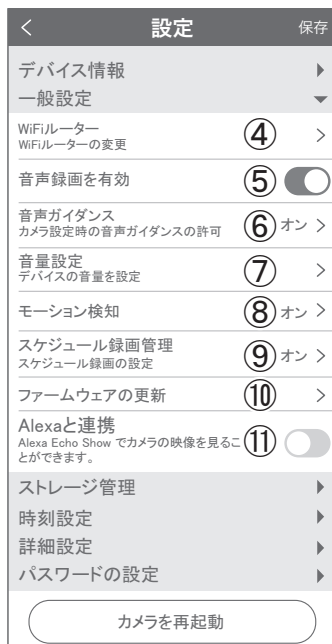 < 設定 保存
デバイス情報
一般設定
WiFiルーター ④ >
WiFiルーターの変更
音声録画を有効 ⑤
音声ガイダンス
カメラ設定時の音声ガイダンスの許可 ⑥ オン >
音量設定 ⑦ >
デバイスの音量を設定
モーション検知 ⑧ オン >
スケジュール録画管理
スケジュール録画の設定 ⑨ オン >
ファームウェアの更新 ⑩ >
Alexaと連携
Alexa Echo Show でカメラの映像を見るこ ⑪
とができます。
ストレージ管理
時刻設定
詳細設定
パスワードの設定
カメラを再起動